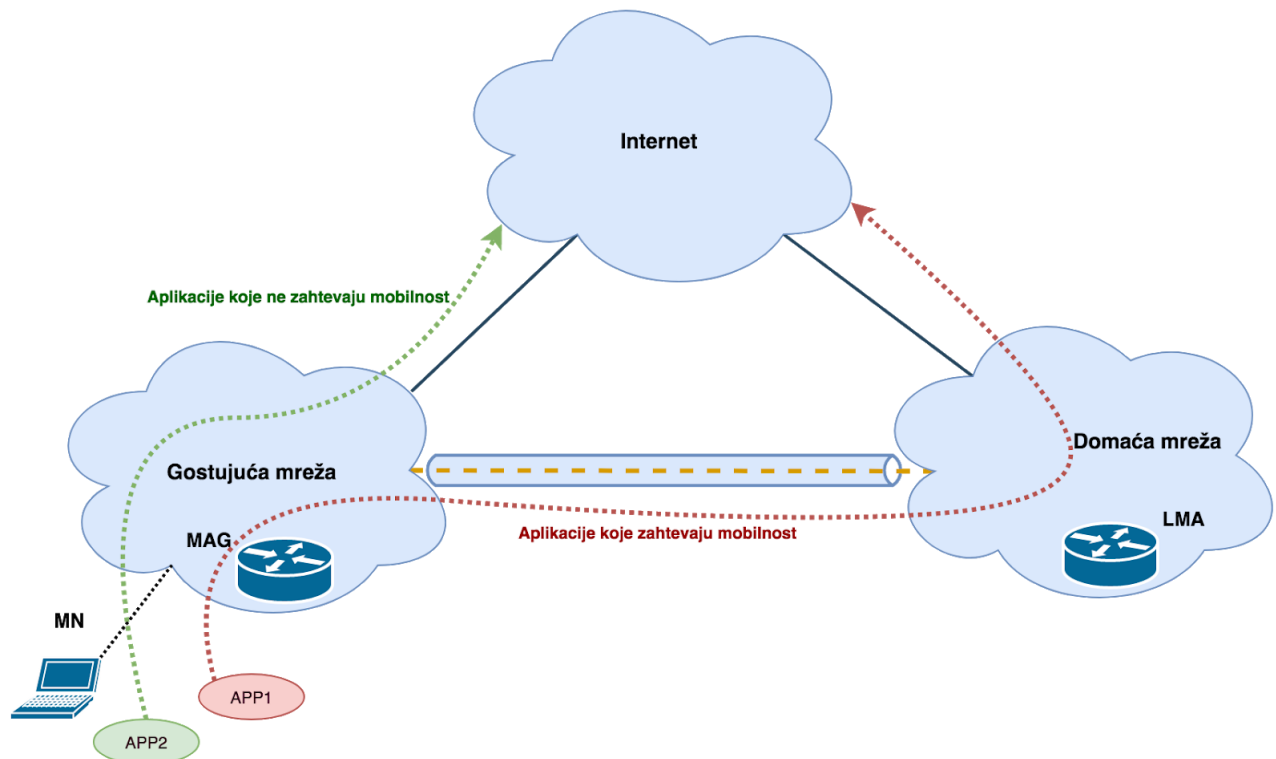 Internet
Aplikacije koje ne zahtevaju mobilnost
Gostujuća mreža
Domaća mreža
MAG
Aplikacije koje zahtevaju mobilnost
LMA
MN
APP1
APP2